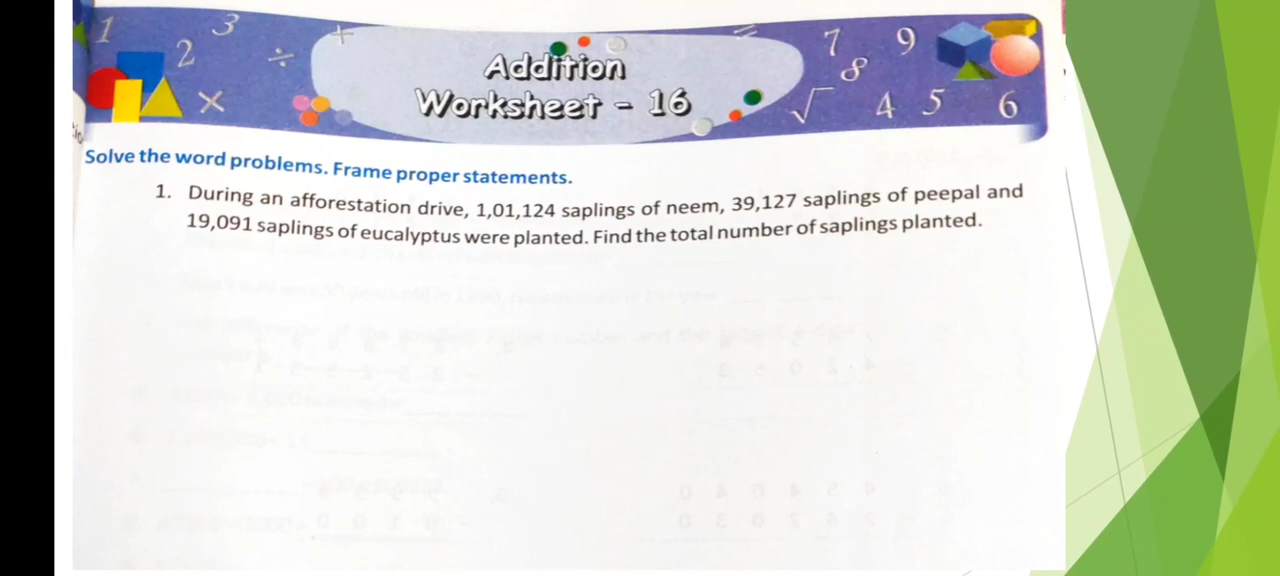 1 2 3 ÷ × + = 7 8 9 √ 4 5 6
Addition
Worksheet - 16
Solve the word problems. Frame proper statements.
1. During an afforestation drive, 1,01,124 saplings of neem, 39,127 saplings of peepal and
19,091 saplings of eucalyptus were planted. Find the total number of saplings planted.